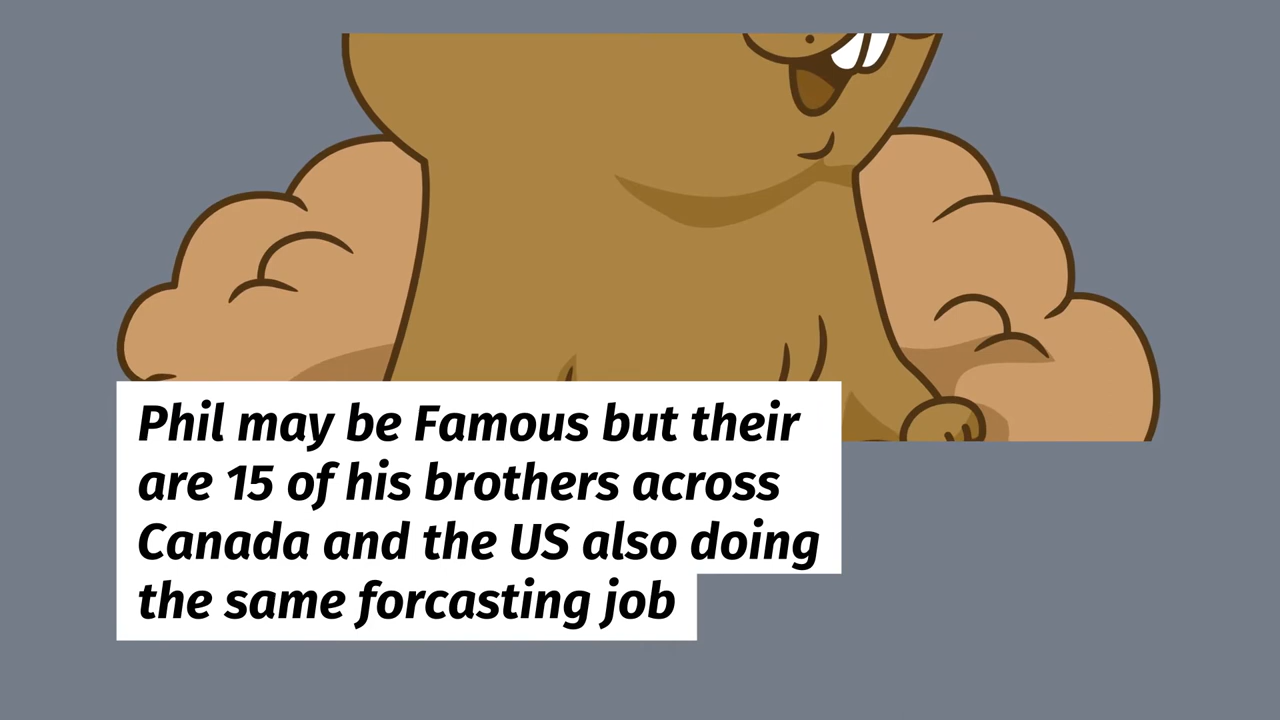 Phil may be Famous but their
are 15 of his brothers across
Canada and the US also doing
the same forcasting job